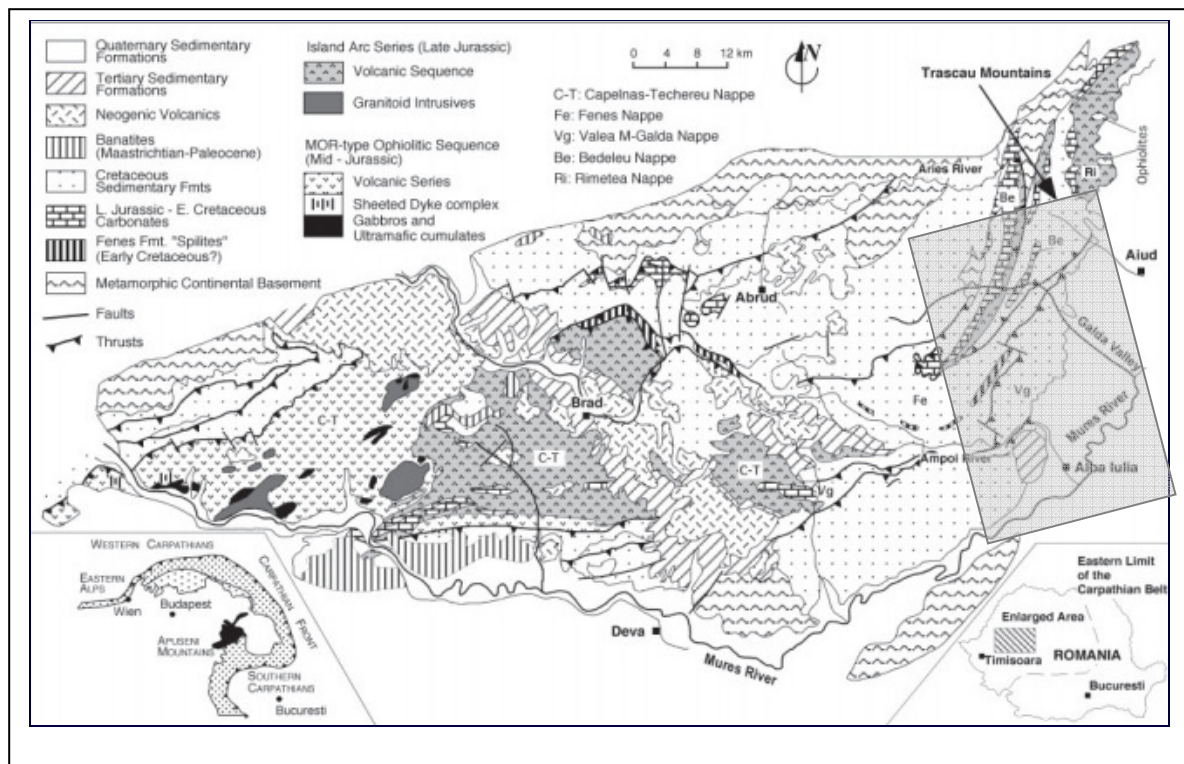 Quaternary Sedimentary
Formations
Tertiary Sedimentary
Formations
Neogenic Volcanics
Banatites
(Maastrichtian-Paleocene)
Cretaceous
Sedimentary Fmts
L. Jurassic - E. Cretaceous
Carbonates
Fenes Fmt. "Spilites"
(Early Cretaceous?)
Metamorphic Continental Basement
Faults
Thrusts
Island Arc Series (Late Jurassic)
Volcanic Sequence
Granitoid Intrusives
MOR-type Ophiolitic Sequence
(Mid - Jurassic)
Volcanic Series
Sheeted Dyke complex
Gabbros and
Ultramafic cumulates
0 4 8 12 km
N
C-T: Capelnas-Techereu Nappe
Fe: Fenes Nappe
Vg: Valea M-Galda Nappe
Be: Bedeleu Nappe
Ri: Rimetea Nappe
Trascau Mountains
Ophiolites
Aries River
Ri
Be
Be
Aiud
Abrud
Galda Valley
Fe
Vg
Mures River
Brad
C-T
C-T
C-T
Vg
Ampoi River
Alba Iulia
Deva
Mures River
WESTERN CARPATHIANS
CARPATHIAN FRONT
EASTERN
ALPS
Wien
Budapest
APUSENI
MOUNTAINS
SOUTHERN
CARPATHIANS
Bucuresti
Eastern Limit
of the
Carpathian Belt
Enlarged Area
ROMANIA
Timisoara
Bucuresti